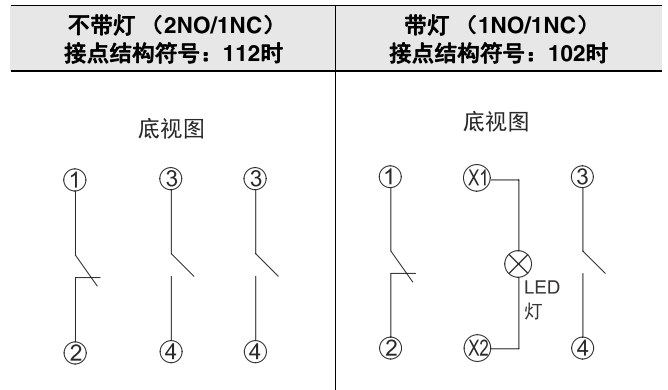 不带灯 （2NO/1NC）
接点结构符号：112时
带灯 （1NO/1NC）
接点结构符号：102时
底视图
1 3 3
2 4 4
底视图
1 X1 3
LED
灯
2 X2 4